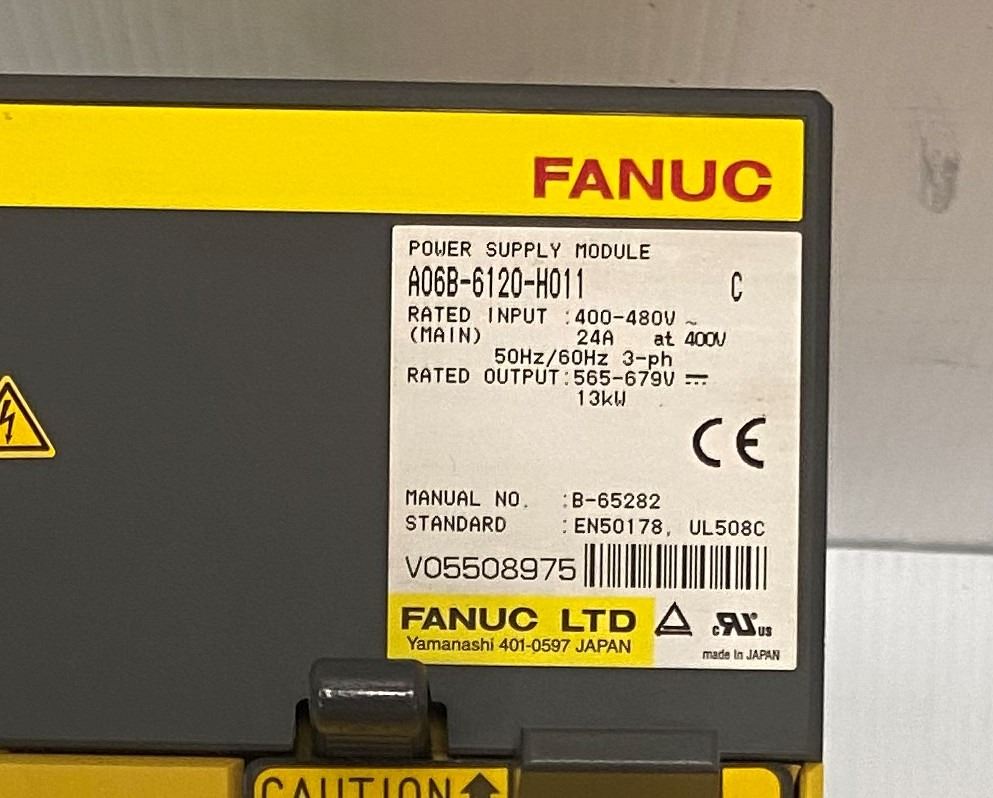 FANUC
POWER SUPPLY MODULE
A06B-6120-H011 C
RATED INPUT :400-480V ~
(MAIN) 24A at 400V
50Hz/60Hz 3-ph
RATED OUTPUT:565-679V ⎓
13kW
CE
MANUAL NO. :B-65282
STANDARD :EN50178, UL508C
V05508975
FANUC LTD
Yamanashi 401-0597 JAPAN
c RU us
made in JAPAN
CAUTION